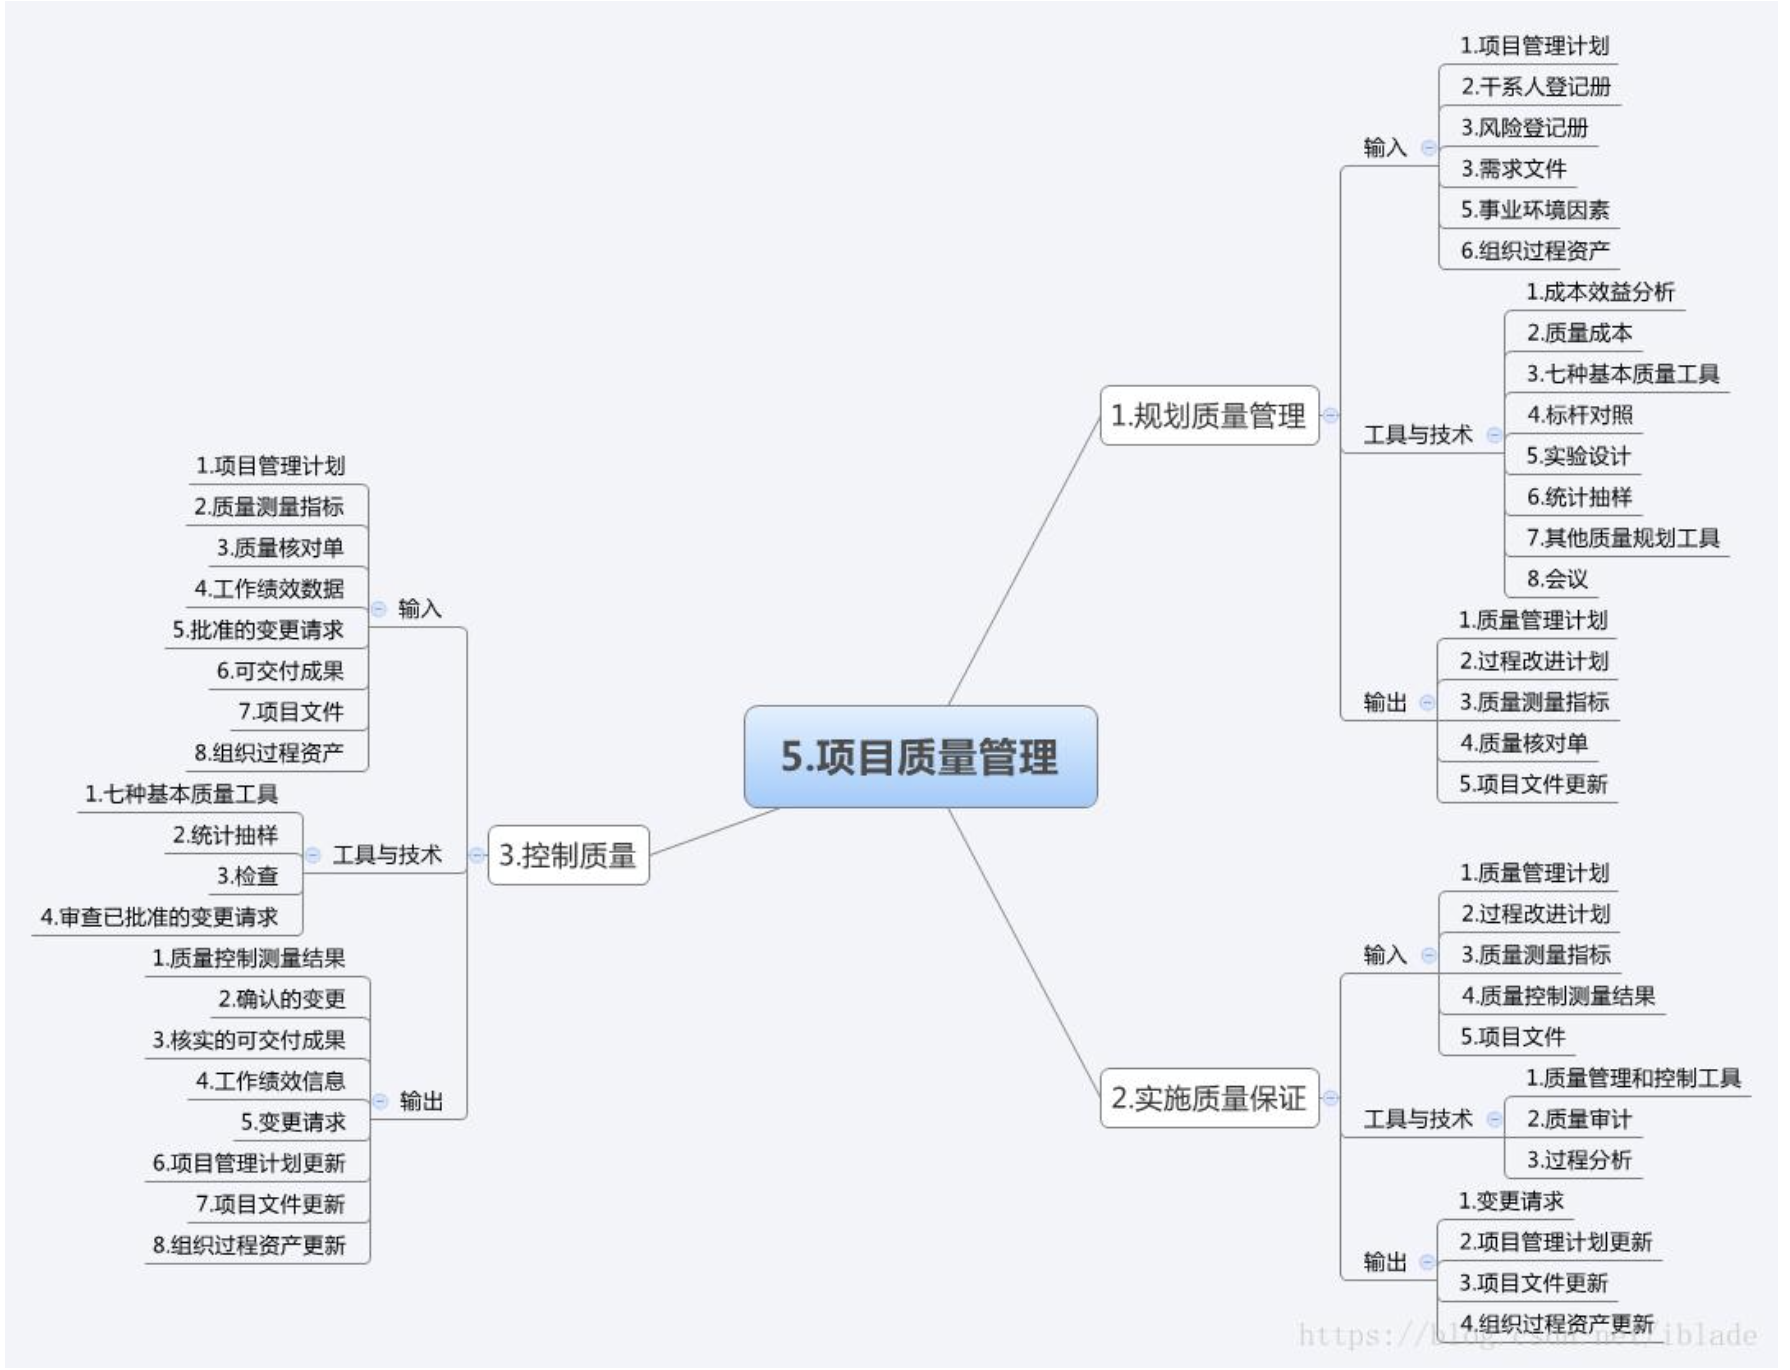 5.项目质量管理
1.规划质量管理
输入
1.项目管理计划
2.干系人登记册
3.风险登记册
3.需求文件
5.事业环境因素
6.组织过程资产
工具与技术
1.成本效益分析
2.质量成本
3.七种基本质量工具
4.标杆对照
5.实验设计
6.统计抽样
7.其他质量规划工具
8.会议
输出
1.质量管理计划
2.过程改进计划
3.质量测量指标
4.质量核对单
5.项目文件更新
2.实施质量保证
输入
1.质量管理计划
2.过程改进计划
3.质量测量指标
4.质量控制测量结果
5.项目文件
工具与技术
1.质量管理和控制工具
2.质量审计
3.过程分析
输出
1.变更请求
2.项目管理计划更新
3.项目文件更新
4.组织过程资产更新
3.控制质量
输入
1.项目管理计划
2.质量测量指标
3.质量核对单
4.工作绩效数据
5.批准的变更请求
6.可交付成果
7.项目文件
8.组织过程资产
工具与技术
1.七种基本质量工具
2.统计抽样
3.检查
4.审查已批准的变更请求
输出
1.质量控制测量结果
2.确认的变更
3.核实的可交付成果
4.工作绩效信息
5.变更请求
6.项目管理计划更新
7.项目文件更新
8.组织过程资产更新
https://blog.csdn.net/iblade